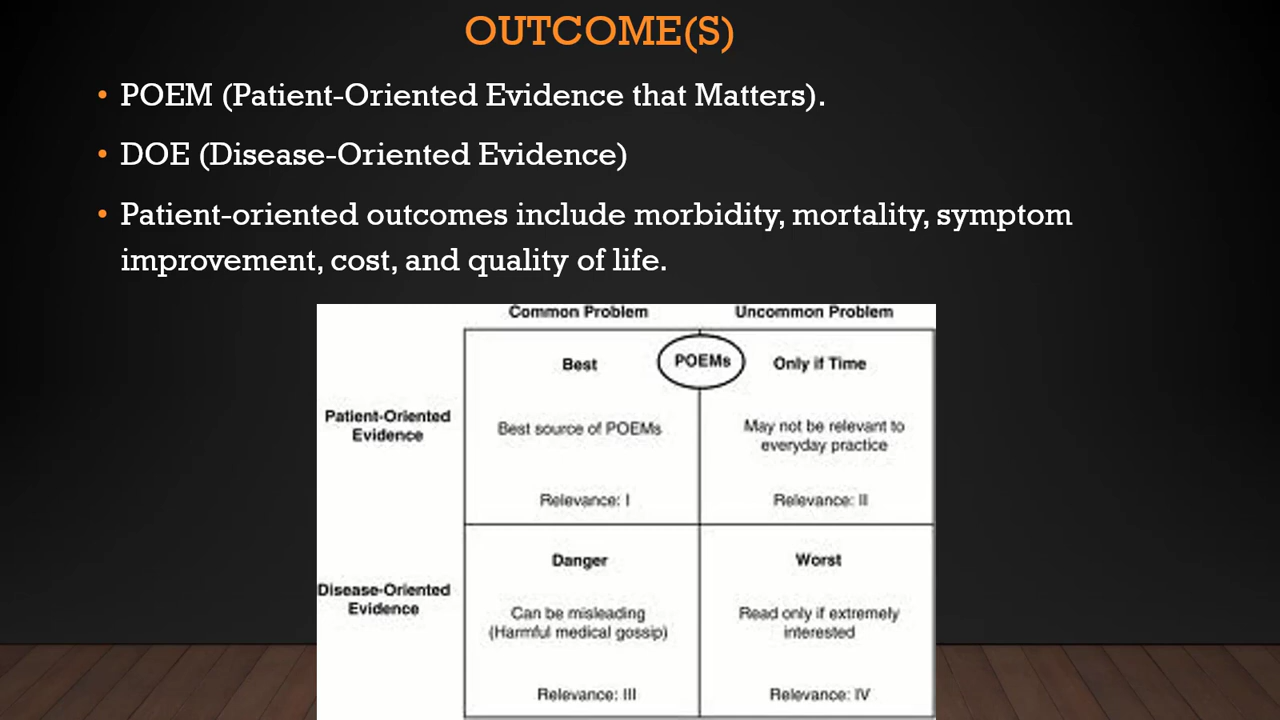 OUTCOME(S)
• POEM (Patient-Oriented Evidence that Matters).
• DOE (Disease-Oriented Evidence)
• Patient-oriented outcomes include morbidity, mortality, symptom
improvement, cost, and quality of life.
Common Problem
Uncommon Problem
POEMs
Patient-Oriented
Evidence
Best
Best source of POEMs
Relevance: I
Only if Time
May not be relevant to
everyday practice
Relevance: II
Disease-Oriented
Evidence
Danger
Can be misleading
(Harmful medical gossip)
Relevance: III
Worst
Read only if extremely
interested
Relevance: IV